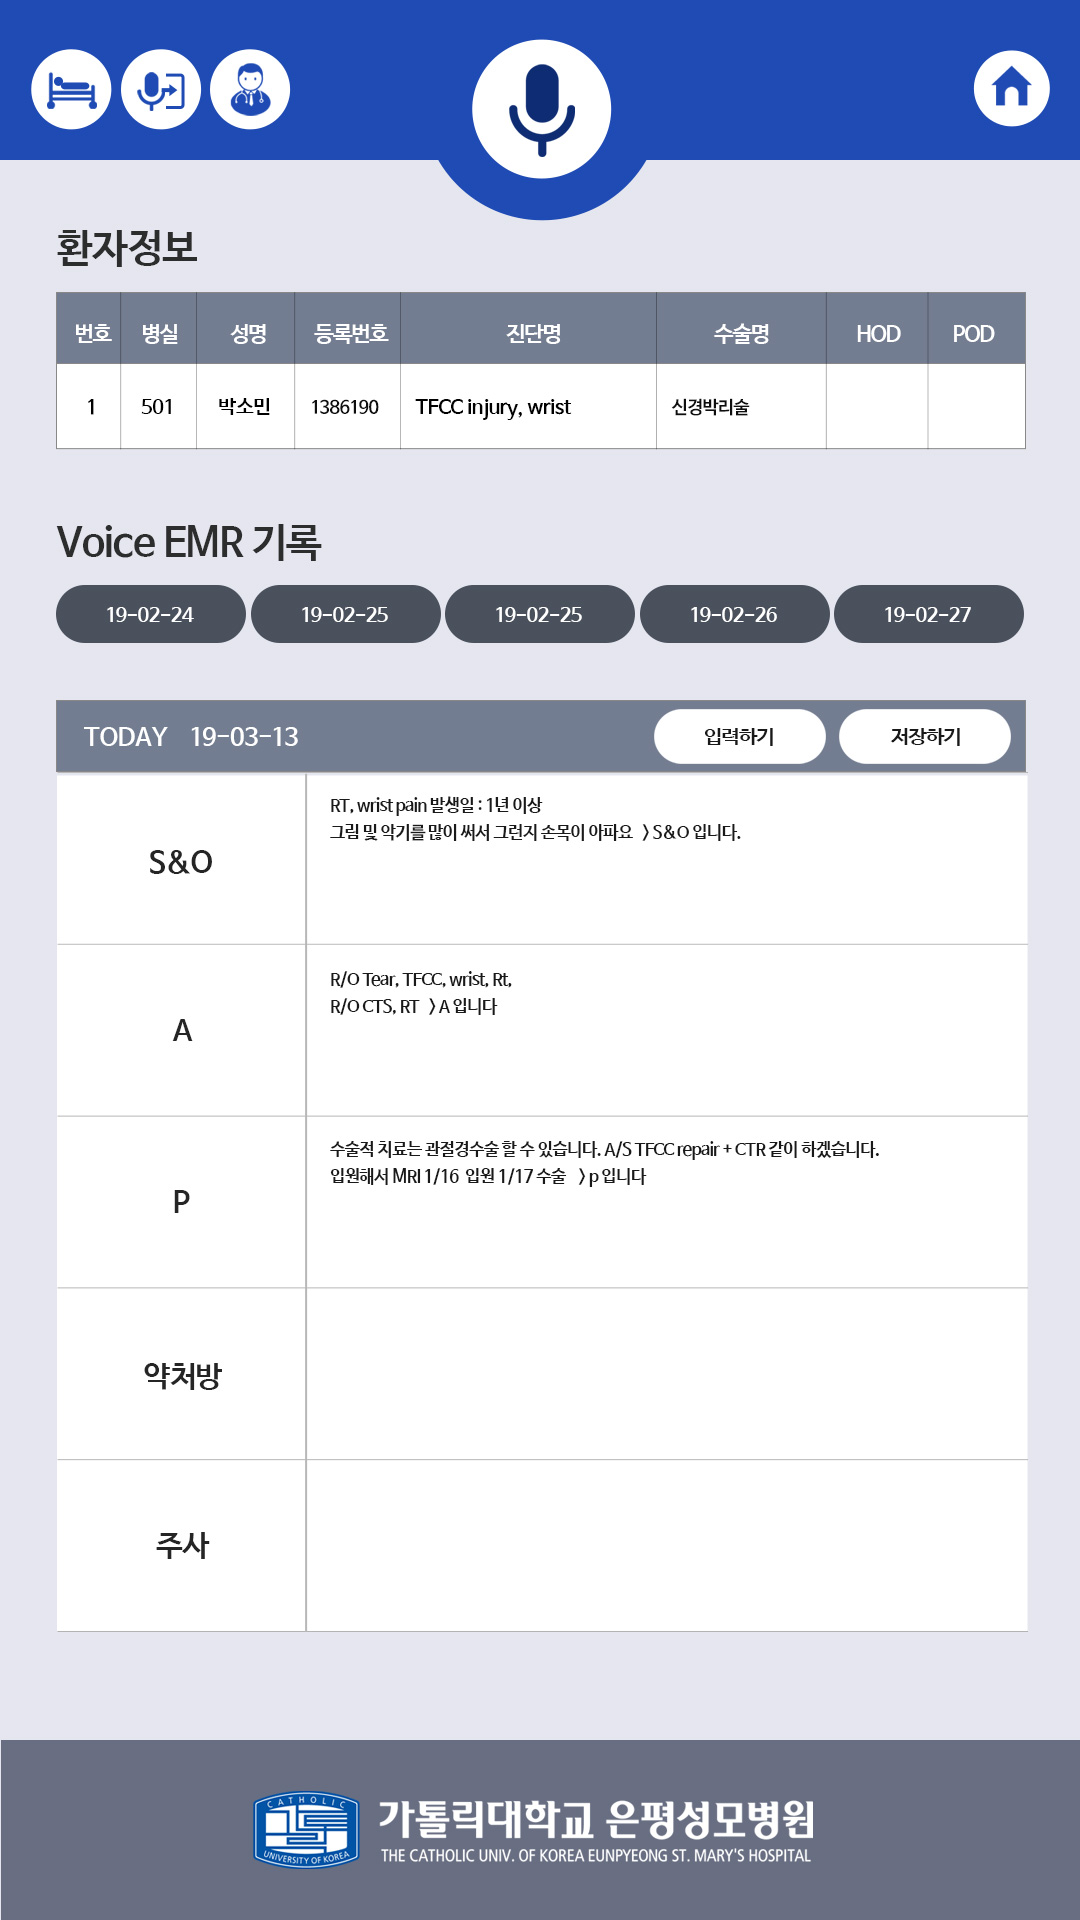 환자정보
번호 병실 성명 등록번호 진단명 수술명 HOD POD
1 501 박소민 1386190 TFCC injury, wrist 신경박리술
Voice EMR 기록
19-02-24 19-02-25 19-02-25 19-02-26 19-02-27
TODAY 19-03-13 입력하기 저장하기
S&O
RT, wrist pain 발생일 : 1년 이상
그림 및 악기를 많이 써서 그런지 손목이 아파요 > S&O 입니다.
A
R/O Tear, TFCC, wrist, Rt,
R/O CTS, RT > A 입니다
P
수술적 치료는 관절경수술 할 수 있습니다. A/S TFCC repair + CTR 같이 하겠습니다.
입원해서 MRI 1/16 입원 1/17 수술 > p 입니다
약처방
주사
CATHOLIC
UNIVERSITY OF KOREA
가톨릭대학교 은평성모병원
THE CATHOLIC UNIV. OF KOREA EUNPYEONG ST. MARY'S HOSPITAL